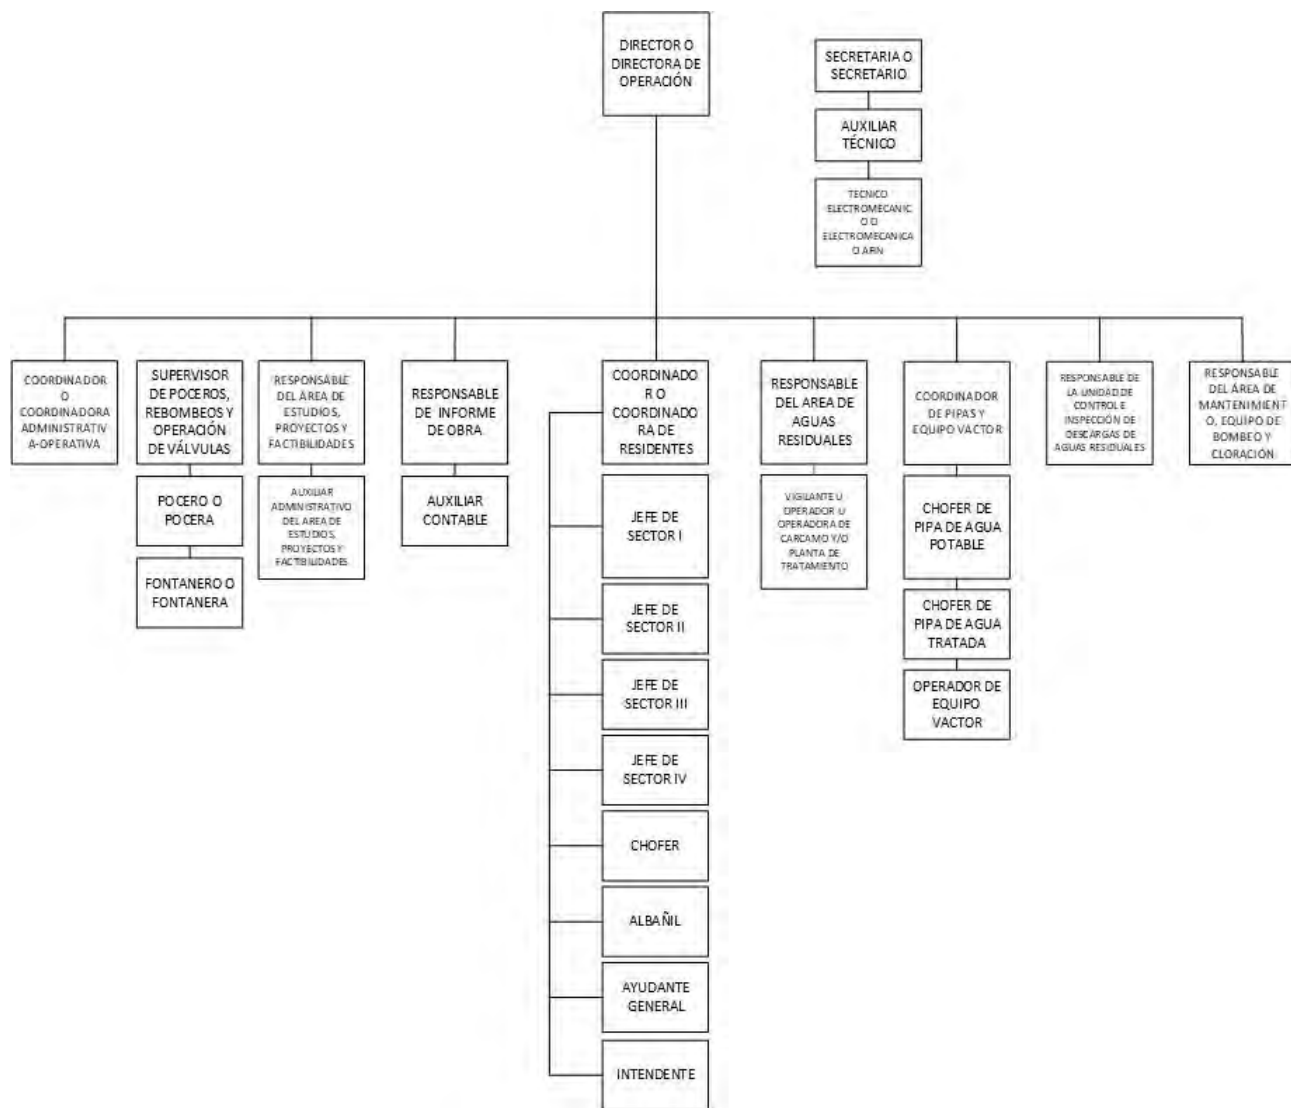 DIRECTOR O
DIRECTORA DE
OPERACIÓN
SECRETARIA O
SECRETARIO
AUXILIAR
TÉCNICO
TECNICO
ELECTROMECANIC
O O
ELECTROMECANICA
O AFIN
COORDINADOR
O
COORDINADORA
ADMINISTRATIV
A-OPERATIVA
SUPERVISOR
DE POCEROS,
REBOMBEOS Y
OPERACIÓN
DE VÁLVULAS
POCERO O
POCERA
FONTANERO O
FONTANERA
RESPONSABLE
DEL ÁREA DE
ESTUDIOS,
PROYECTOS Y
FACTIBILIDADES
AUXILIAR
ADMINISTRATIVO
DEL AREA DE
ESTUDIOS,
PROYECTOS Y
FACTIBILIDADES
RESPONSABLE
DE INFORME
DE OBRA
AUXILIAR
CONTABLE
COORDINADO
R O
COORDINADO
RA DE
RESIDENTES
JEFE DE
SECTOR I
JEFE DE
SECTOR II
JEFE DE
SECTOR III
JEFE DE
SECTOR IV
CHOFER
ALBAÑIL
AYUDANTE
GENERAL
INTENDENTE
RESPONSABLE
DEL AREA DE
AGUAS
RESIDUALES
VIGILANTE U
OPERADOR U
OPERADORA DE
CARCAMO Y/O
PLANTA DE
TRATAMIENTO
COORDINADOR
DE PIPAS Y
EQUIPO VACTOR
CHOFER DE
PIPA DE AGUA
POTABLE
CHOFER DE
PIPA DE AGUA
TRATADA
OPERADOR DE
EQUIPO
VACTOR
RESPONSABLE DE
LA UNIDAD DE
CONTROL E
INSPECCIÓN DE
DESCARGAS DE
AGUAS RESIDUALES
RESPONSABLE
DEL ÁREA DE
MANTENIMIENT
O, EQUIPO DE
BOMBEO Y
CLORACIÓN